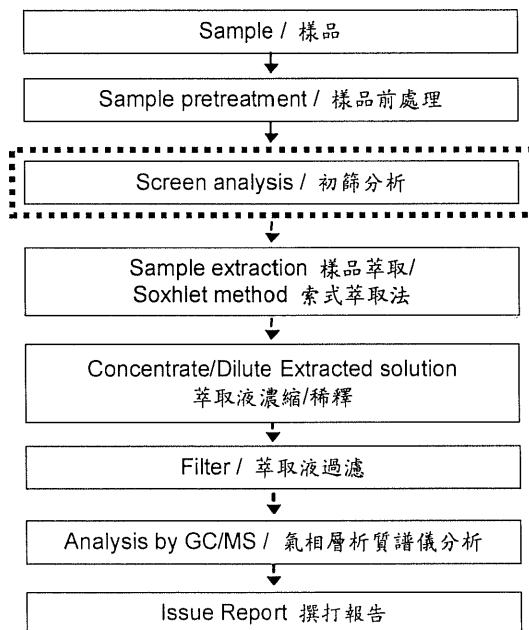 Sample / 樣品
Sample pretreatment / 樣品前處理
Screen analysis / 初篩分析
Sample extraction 樣品萃取/
Soxhlet method 索式萃取法
Concentrate/Dilute Extracted solution
萃取液濃縮/稀釋
Filter / 萃取液過濾
Analysis by GC/MS / 氣相層析質譜儀分析
Issue Report 撰打報告